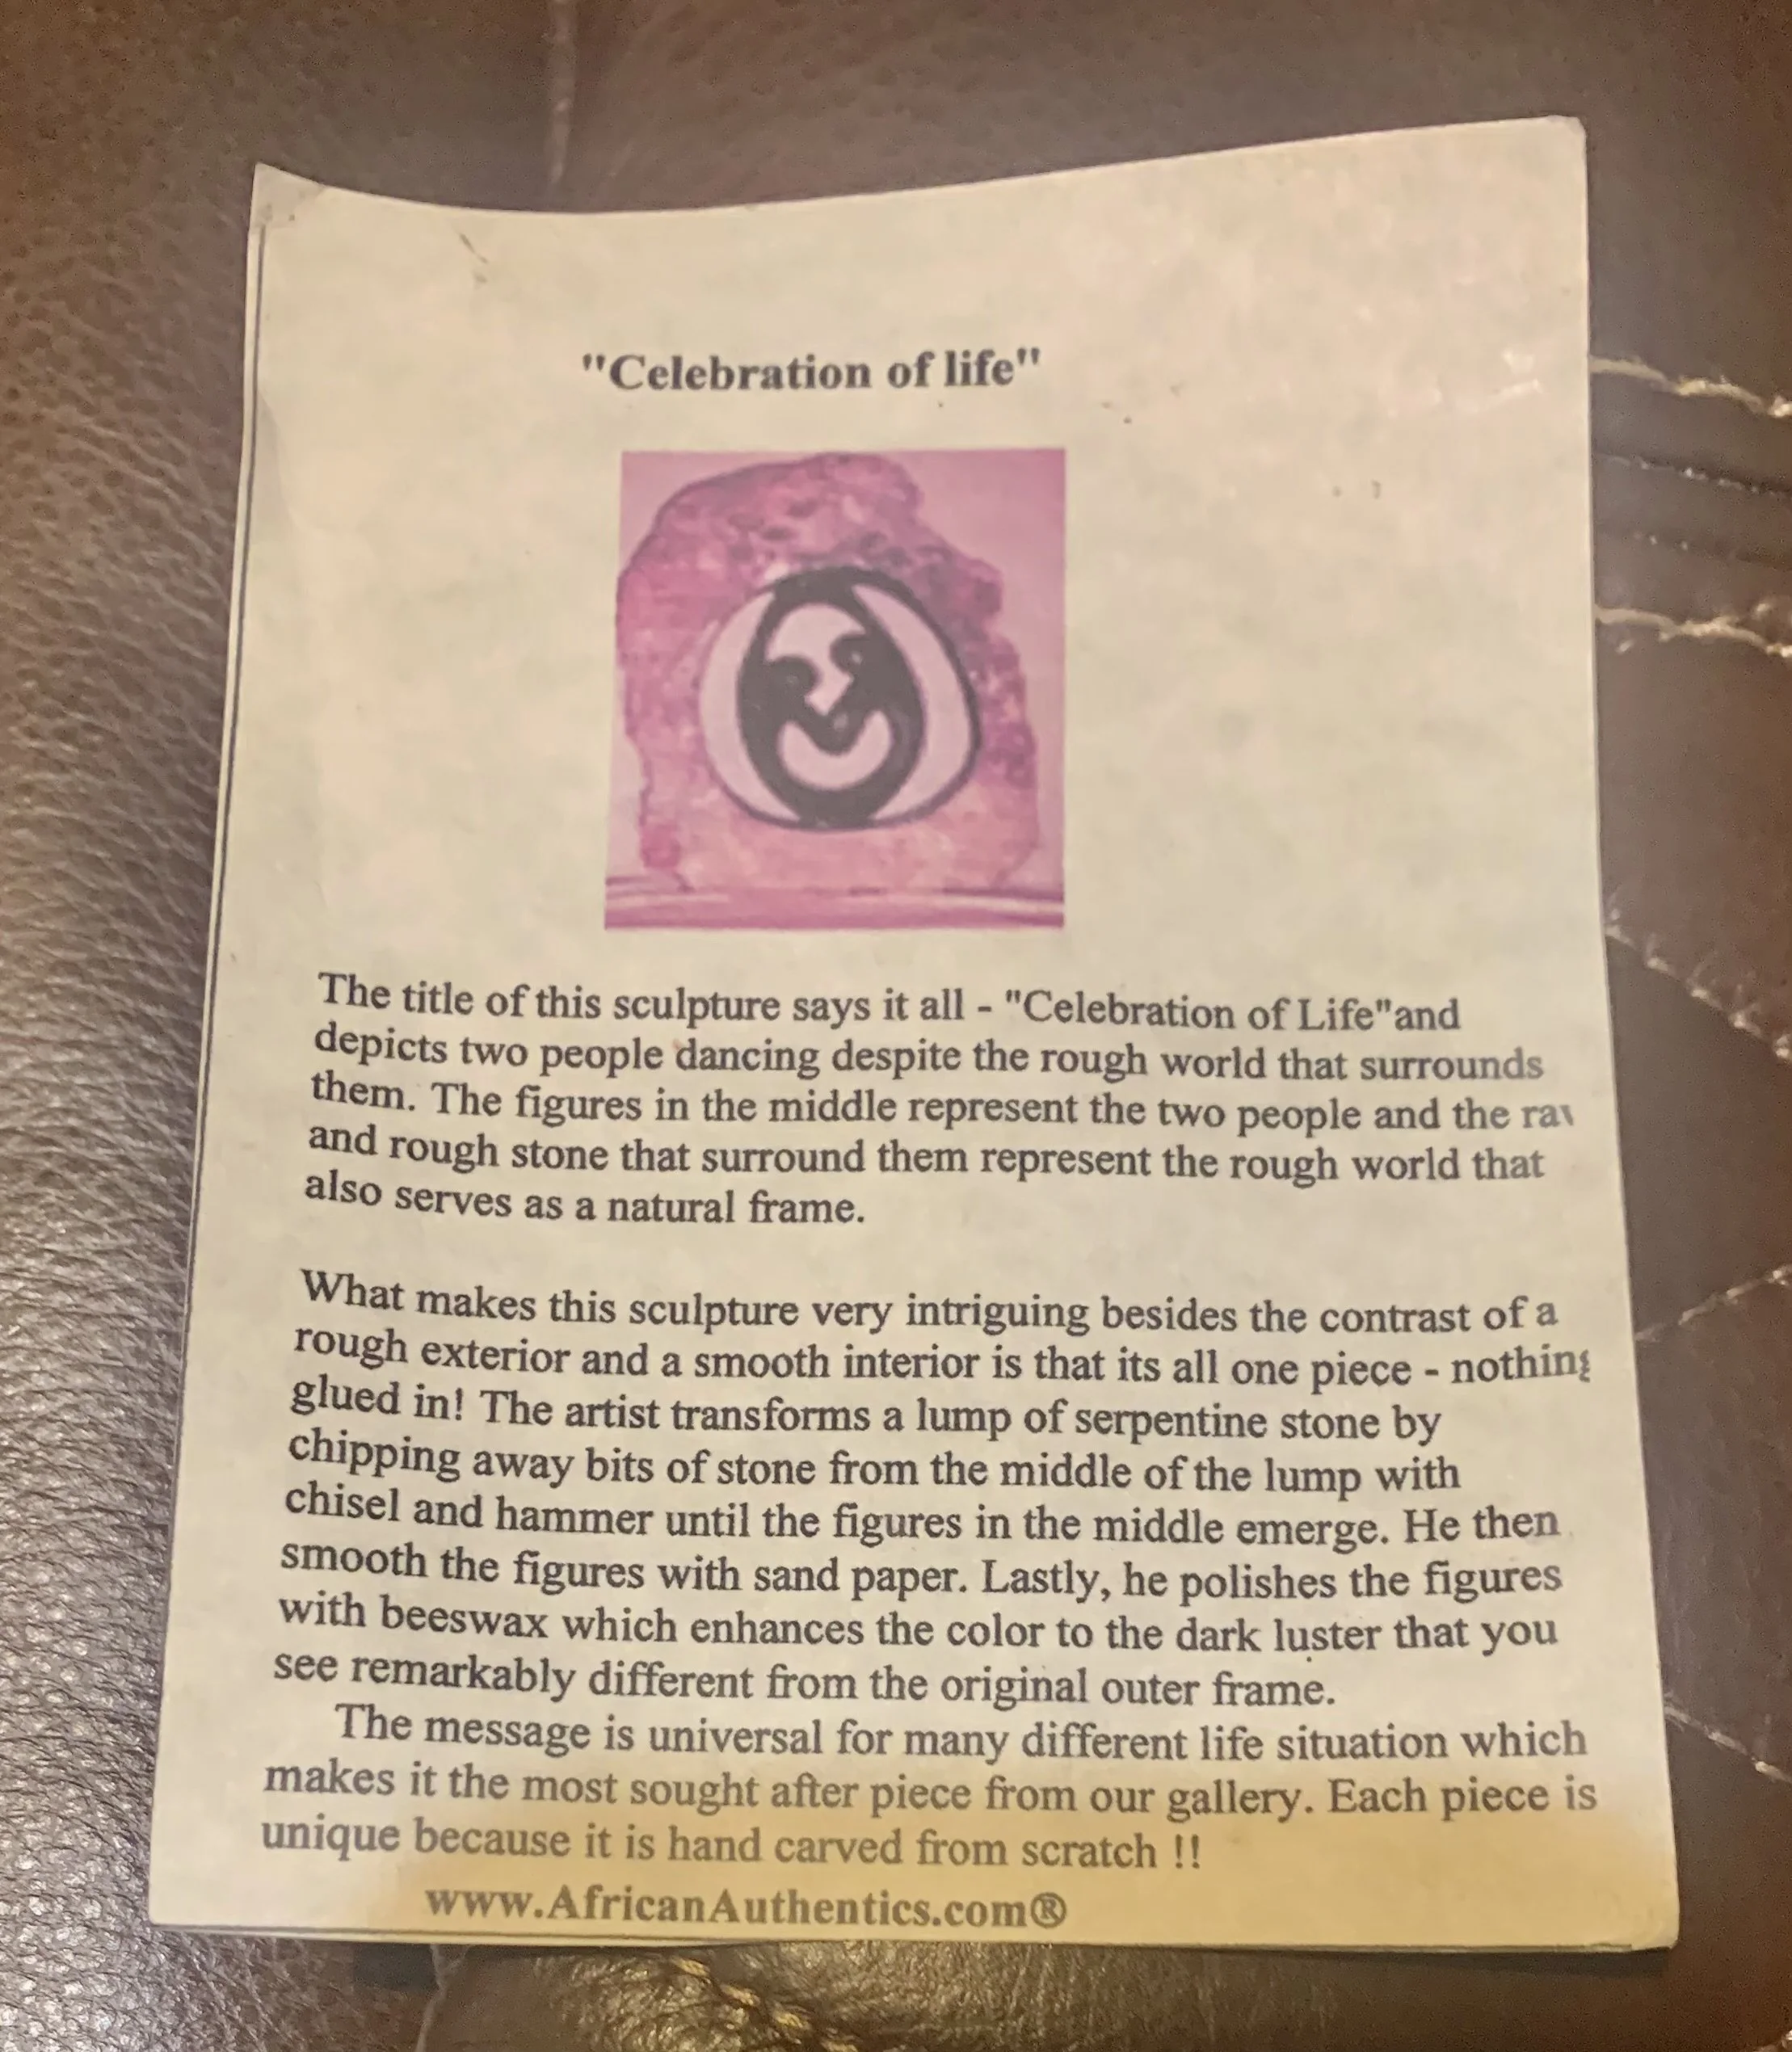 "Celebration of life"
The title of this sculpture says it all - "Celebration of Life"and
depicts two people dancing despite the rough world that surrounds
them. The figures in the middle represent the two people and the
and rough stone that surround them represent the rough world that
also serves as a natural frame.
What makes this sculpture very intriguing besides the contrast of a
rough exterior and a smooth interior is that its all one piece - nothing
glued in! The artist transforms a lump of serpentine stone by
chipping away bits of stone from the middle of the lump with
chisel and hammer until the figures in the middle emerge. He then
smooth the figures with sand paper. Lastly, he polishes the figures
with beeswax which enhances the color to the dark luster that you
see remarkably different from the original outer frame.
The message is universal for many different life situation which
makes it the most sought after piece from our gallery. Each piece is
unique because it is hand carved from scratch !!
www.AfricanAuthentics.com®